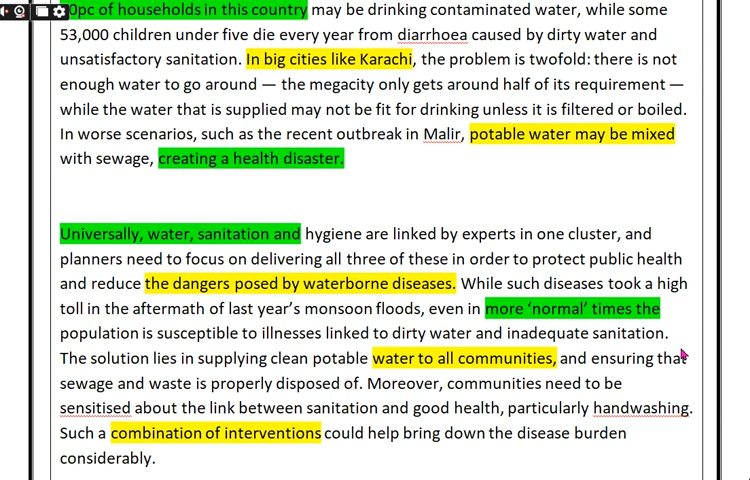 0pc of households in this country may be drinking contaminated water, while some
53,000 children under five die every year from diarrhoea caused by dirty water and
unsatisfactory sanitation. In big cities like Karachi, the problem is twofold: there is not
enough water to go around — the megacity only gets around half of its requirement —
while the water that is supplied may not be fit for drinking unless it is filtered or boiled.
In worse scenarios, such as the recent outbreak in Malir, potable water may be mixed
with sewage, creating a health disaster.
Universally, water, sanitation and hygiene are linked by experts in one cluster, and
planners need to focus on delivering all three of these in order to protect public health
and reduce the dangers posed by waterborne diseases. While such diseases took a high
toll in the aftermath of last year’s monsoon floods, even in more ‘normal’ times the
population is susceptible to illnesses linked to dirty water and inadequate sanitation.
The solution lies in supplying clean potable water to all communities, and ensuring that
sewage and waste is properly disposed of. Moreover, communities need to be
sensitised about the link between sanitation and good health, particularly handwashing.
Such a combination of interventions could help bring down the disease burden
considerably.